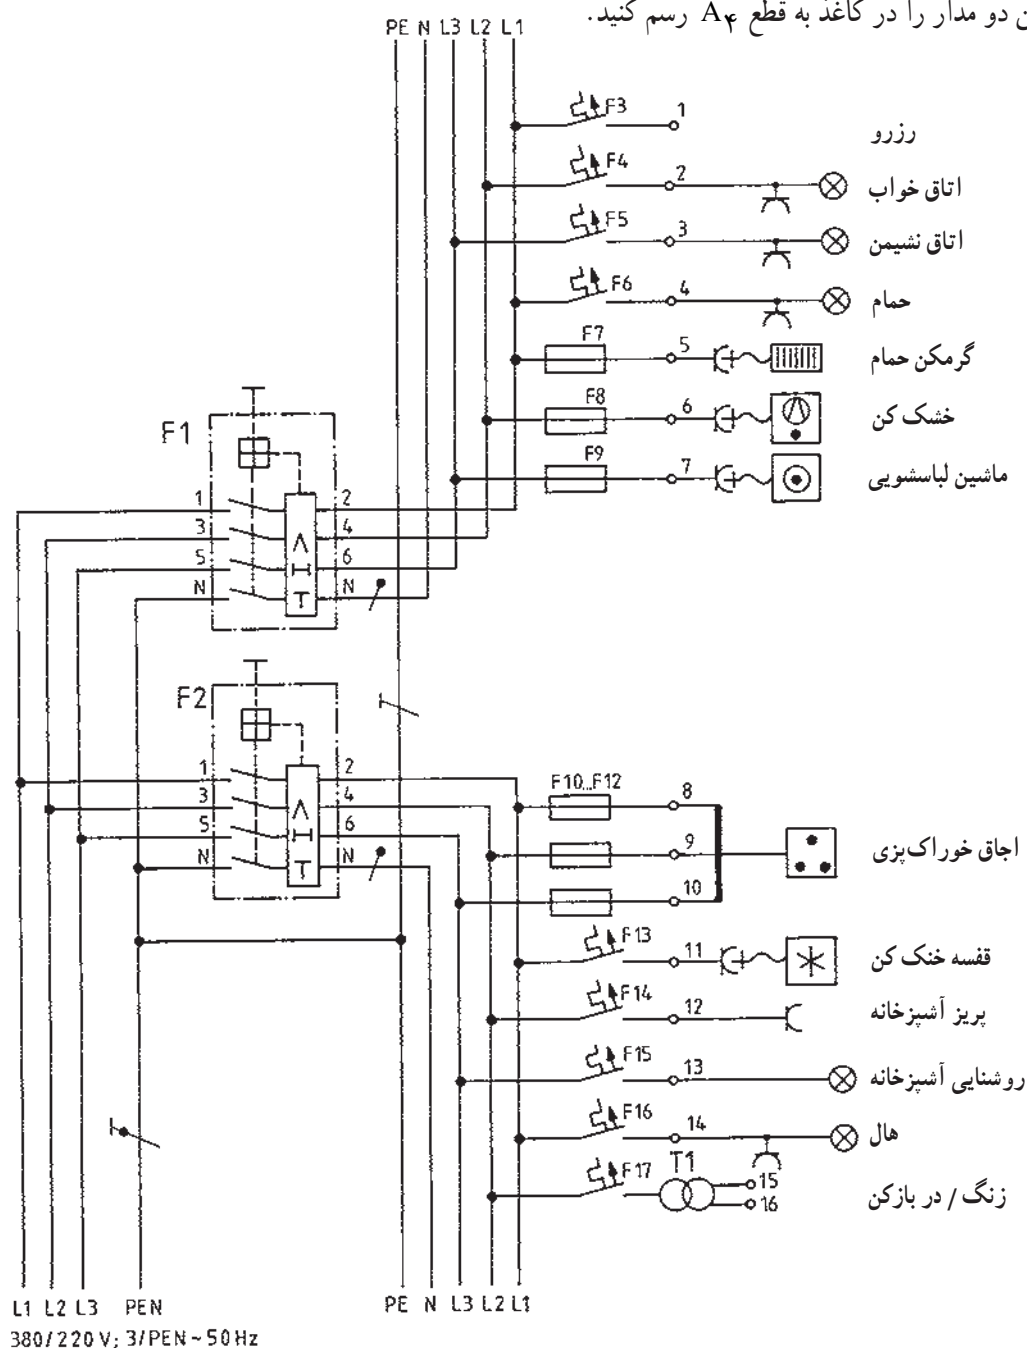 ن دو مدار را در کاغذ به قطع A۴ رسم کنید.
PE N L3 L2 L1
F3 1 رزرو
F4 2 اتاق خواب
F5 3 اتاق نشیمن
F6 4 حمام
F7 5 گرمکن حمام
F8 6 خشک کن
F9 7 ماشین لباسشویی
F1
1 2
3 4
5 6
N N
F2
1 2
3 4
5 6
N N
F10...F12 8
9 اجاق خوراک‌پزی
10
F13 11 قفسه خنک کن
F14 12 پریز آشپزخانه
F15 13 روشنایی آشپزخانه
F16 14 هال
F17 T1 15 زنگ / در بازکن
16
L1 L2 L3 PEN PE N L3 L2 L1
380/220 V; 3/PEN ~ 50 Hz